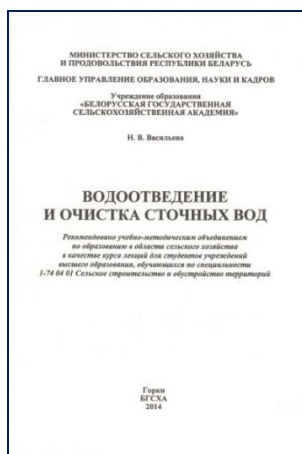 МИНИСТЕРСТВО СЕЛЬСКОГО ХОЗЯЙСТВА
И ПРОДОВОЛЬСТВИЯ РЕСПУБЛИКИ БЕЛАРУСЬ
ГЛАВНОЕ УПРАВЛЕНИЕ ОБРАЗОВАНИЯ, НАУКИ И КАДРОВ
Учреждение образования
«БЕЛОРУССКАЯ ГОСУДАРСТВЕННАЯ
СЕЛЬСКОХОЗЯЙСТВЕННАЯ АКАДЕМИЯ»
Н. В. Васильева
ВОДООТВЕДЕНИЕ
И ОЧИСТКА СТОЧНЫХ ВОД
Рекомендовано учебно-методическим объединением
по образованию в области сельского хозяйства
в качестве курса лекций для студентов учреждений
высшего образования, обучающихся по специальности
1-74 04 01 Сельское строительство и обустройство территорий
Горки
БГСХА
2014